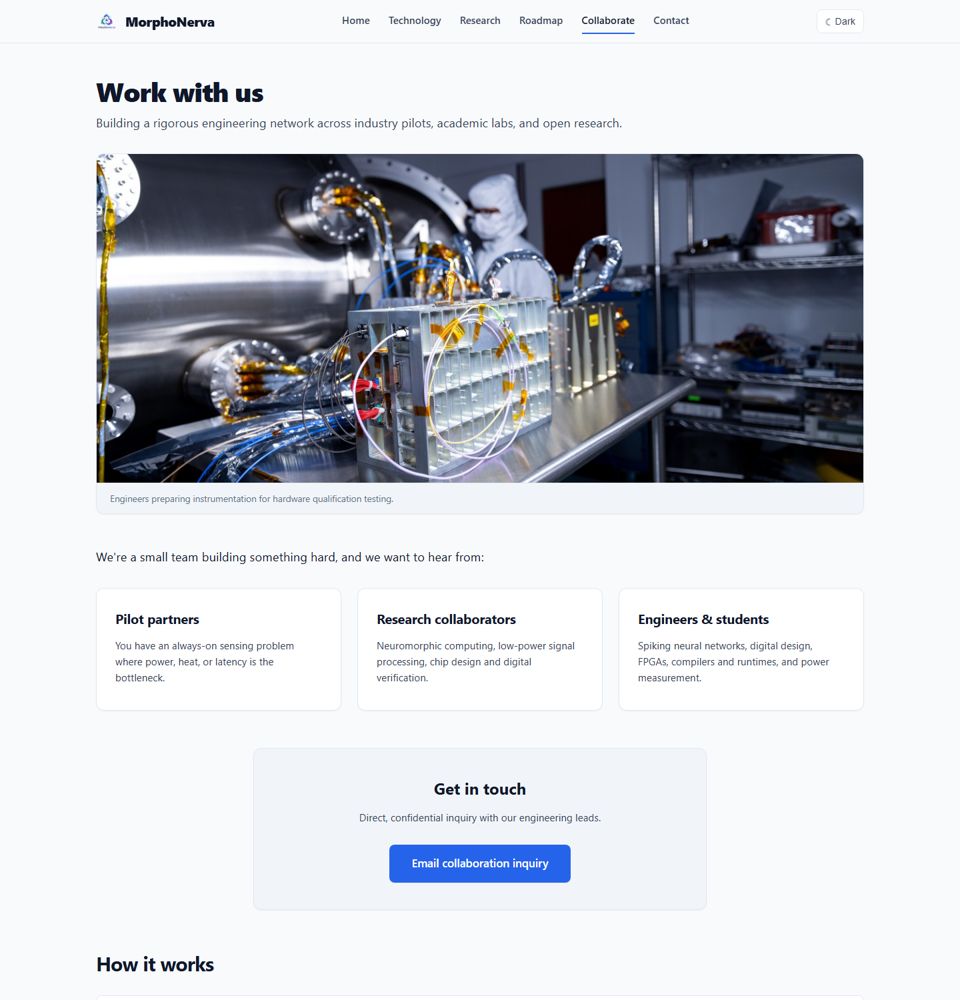 MorphoNerva
Home
Technology
Research
Roadmap
Collaborate
Contact
☾ Dark
Work with us
Building a rigorous engineering network across industry pilots, academic labs, and open research.
Engineers preparing instrumentation for hardware qualification testing.
We're a small team building something hard, and we want to hear from:
Pilot partners
You have an always-on sensing problem
where power, heat, or latency is the
bottleneck.
Research collaborators
Neuromorphic computing, low-power signal
processing, chip design and digital
verification.
Engineers & students
Spiking neural networks, digital design,
FPGAs, compilers and runtimes, and power
measurement.
Get in touch
Direct, confidential inquiry with our engineering leads.
Email collaboration inquiry
How it works